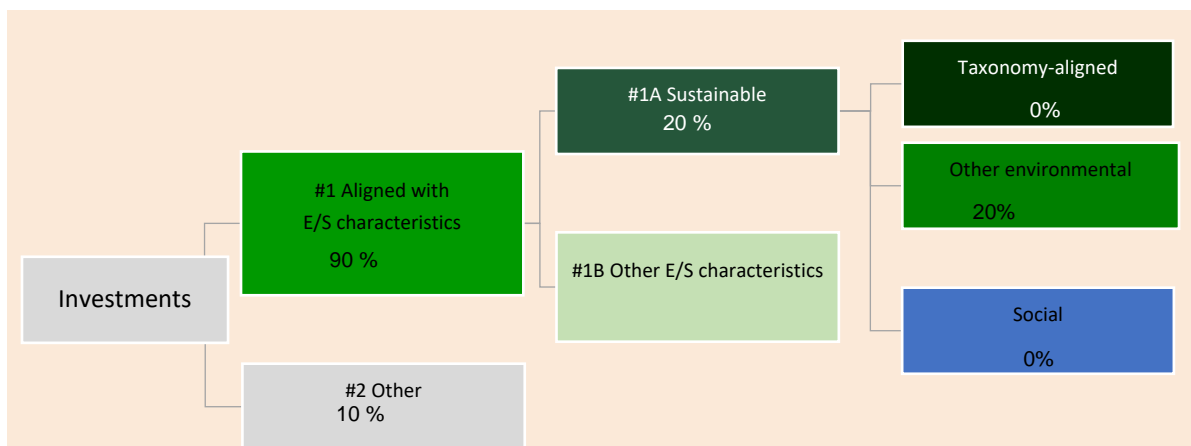 Investments
#1 Aligned with
E/S characteristics
90 %
#2 Other
10 %
#1A Sustainable
20 %
#1B Other E/S characteristics
Taxonomy-aligned
0%
Other environmental
20%
Social
0%